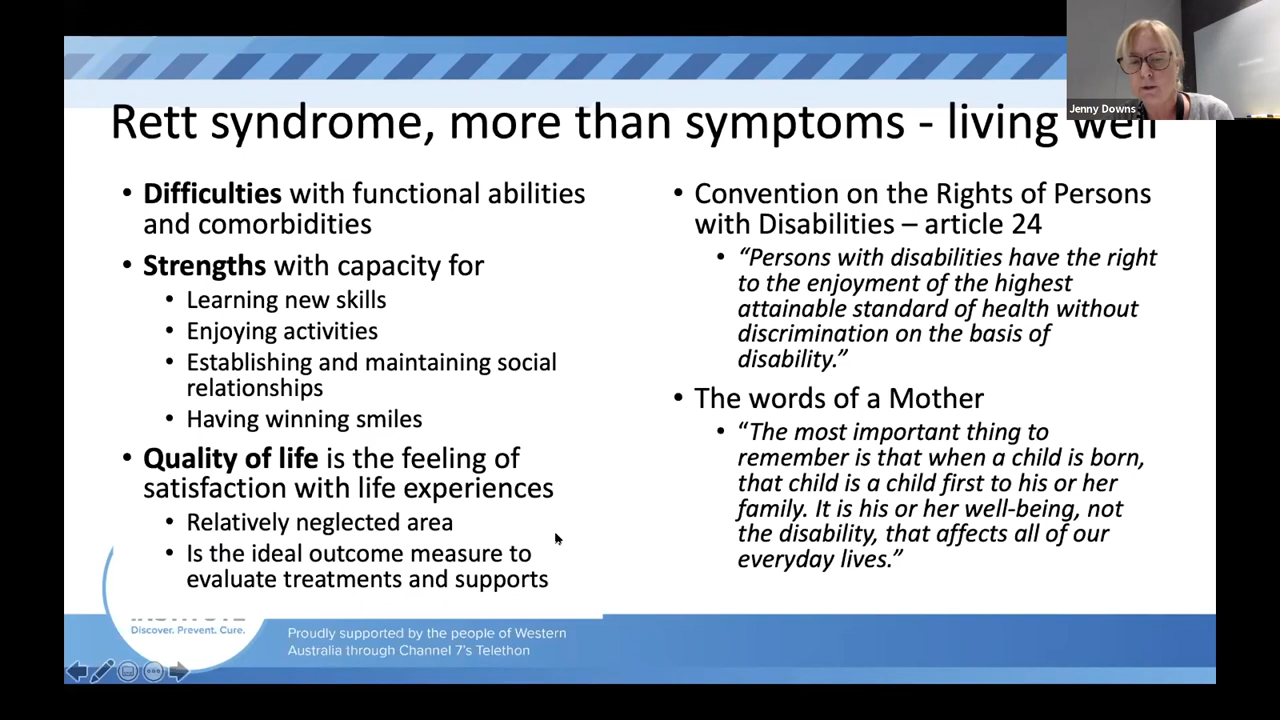 Jenny Downs
Rett syndrome, more than symptoms - living well
• Difficulties with functional abilities
and comorbidities
• Strengths with capacity for
• Learning new skills
• Enjoying activities
• Establishing and maintaining social
relationships
• Having winning smiles
• Quality of life is the feeling of
satisfaction with life experiences
• Relatively neglected area
• Is the ideal outcome measure to
evaluate treatments and supports
• Convention on the Rights of Persons
with Disabilities – article 24
• “Persons with disabilities have the right
to the enjoyment of the highest
attainable standard of health without
discrimination on the basis of
disability.”
• The words of a Mother
• “The most important thing to
remember is that when a child is born,
that child is a child first to his or her
family. It is his or her well-being, not
the disability, that affects all of our
everyday lives.”
Discover. Prevent. Cure.
Proudly supported by the people of Western
Australia through Channel 7's Telethon